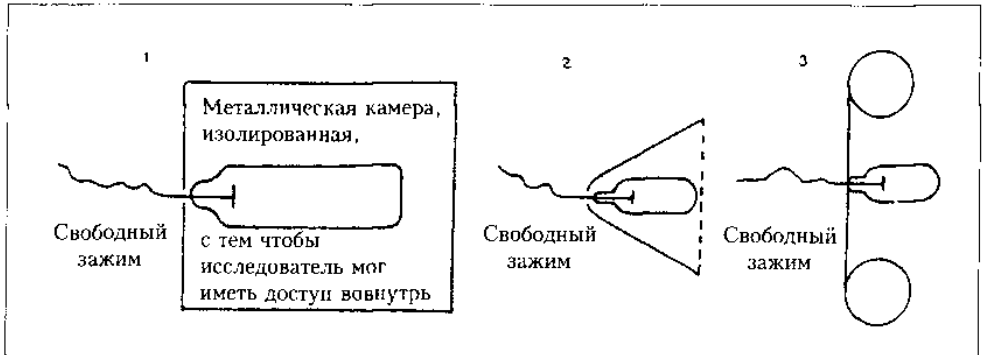 1
Металлическая камера,
изолированная,
Свободный
зажим
с тем чтобы
исследователь мог
иметь доступ вовнутрь
2
Свободный
зажим
3
Свободный
зажим